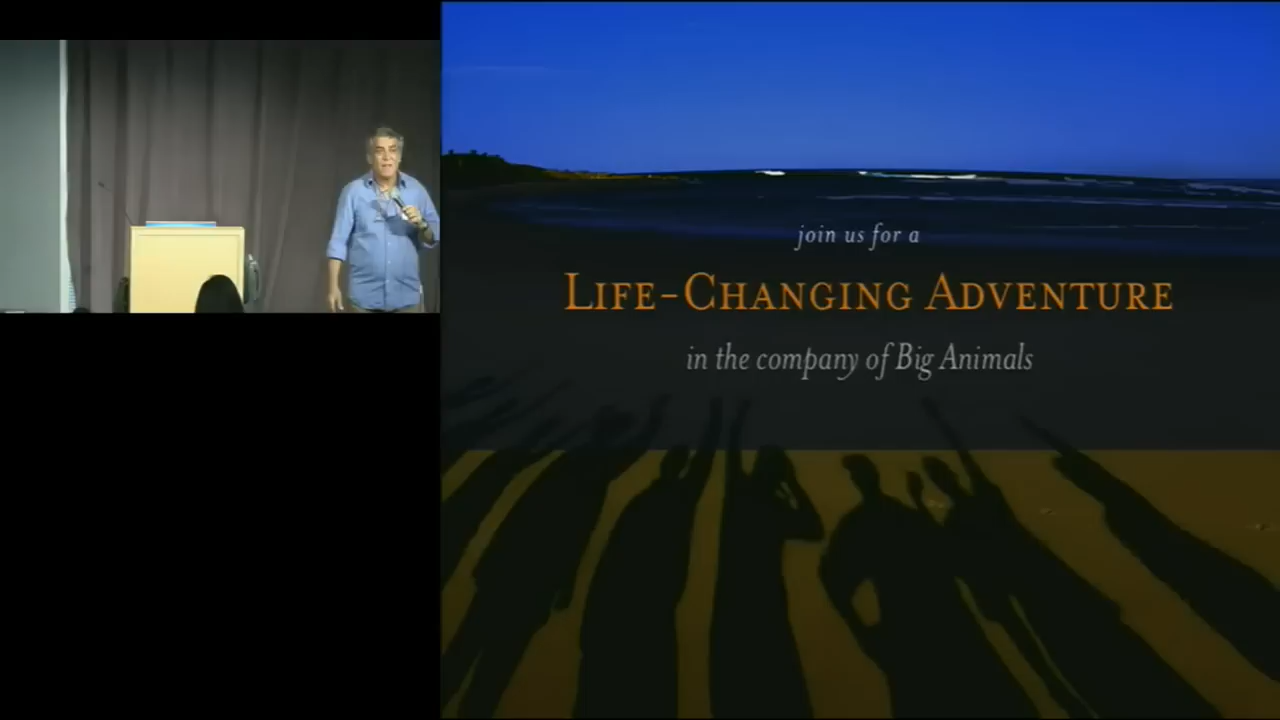 join us for a
LIFE-CHANGING ADVENTURE
in the company of Big Animals